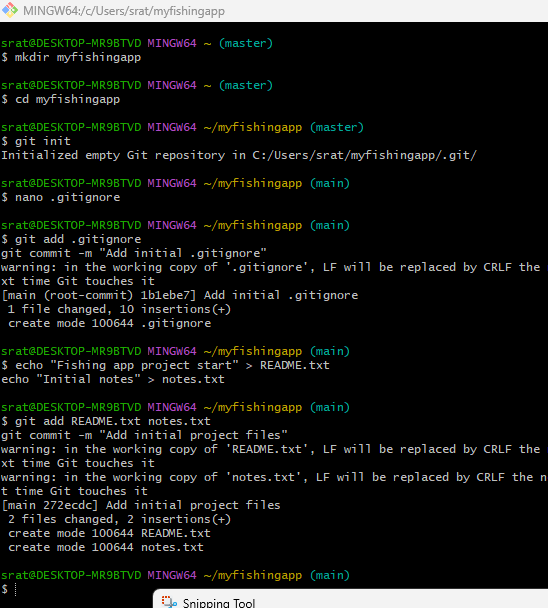 MINGW64:/c/Users/srat/myfishingapp
srat@DESKTOP-MR9BTVD MINGW64 ~ (master)
$ mkdir myfishingapp
srat@DESKTOP-MR9BTVD MINGW64 ~ (master)
$ cd myfishingapp
srat@DESKTOP-MR9BTVD MINGW64 ~/myfishingapp (master)
$ git init
Initialized empty Git repository in C:/Users/srat/myfishingapp/.git/
srat@DESKTOP-MR9BTVD MINGW64 ~/myfishingapp (main)
$ nano .gitignore
srat@DESKTOP-MR9BTVD MINGW64 ~/myfishingapp (main)
$ git add .gitignore
git commit -m "Add initial .gitignore"
warning: in the working copy of '.gitignore', LF will be replaced by CRLF the
xt time Git touches it
[main (root-commit) 1b1ebe7] Add initial .gitignore
1 file changed, 10 insertions(+)
create mode 100644 .gitignore
srat@DESKTOP-MR9BTVD MINGW64 ~/myfishingapp (main)
$ echo "Fishing app project start" > README.txt
echo "Initial notes" > notes.txt
srat@DESKTOP-MR9BTVD MINGW64 ~/myfishingapp (main)
$ git add README.txt notes.txt
git commit -m "Add initial project files"
warning: in the working copy of 'README.txt', LF will be replaced by CRLF the
xt time Git touches it
warning: in the working copy of 'notes.txt', LF will be replaced by CRLF the n
t time Git touches it
[main 272ecdc] Add initial project files
2 files changed, 2 insertions(+)
create mode 100644 README.txt
create mode 100644 notes.txt
srat@DESKTOP-MR9BTVD MINGW64 ~/myfishingapp (main)
$
Snipping Tool